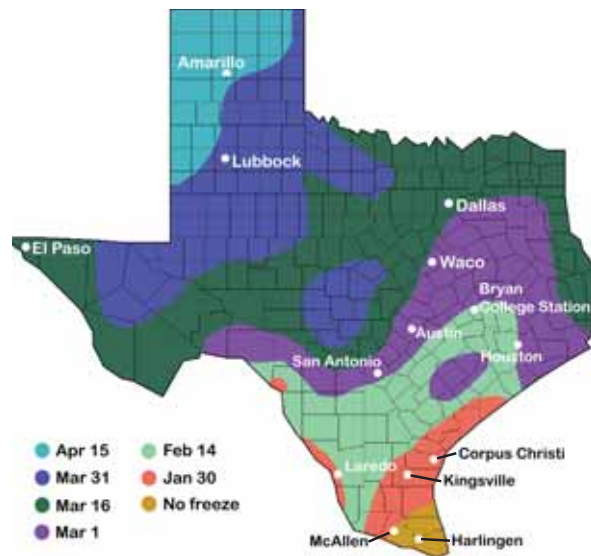 Amarillo
Lubbock
Dallas
El Paso
Waco
Bryan
College Station
Austin
Houston
San Antonio
Apr 15
Feb 14
Mar 31
Jan 30
Mar 16
No freeze
Mar 1
Laredo
Corpus Christi
Kingsville
McAllen
Harlingen